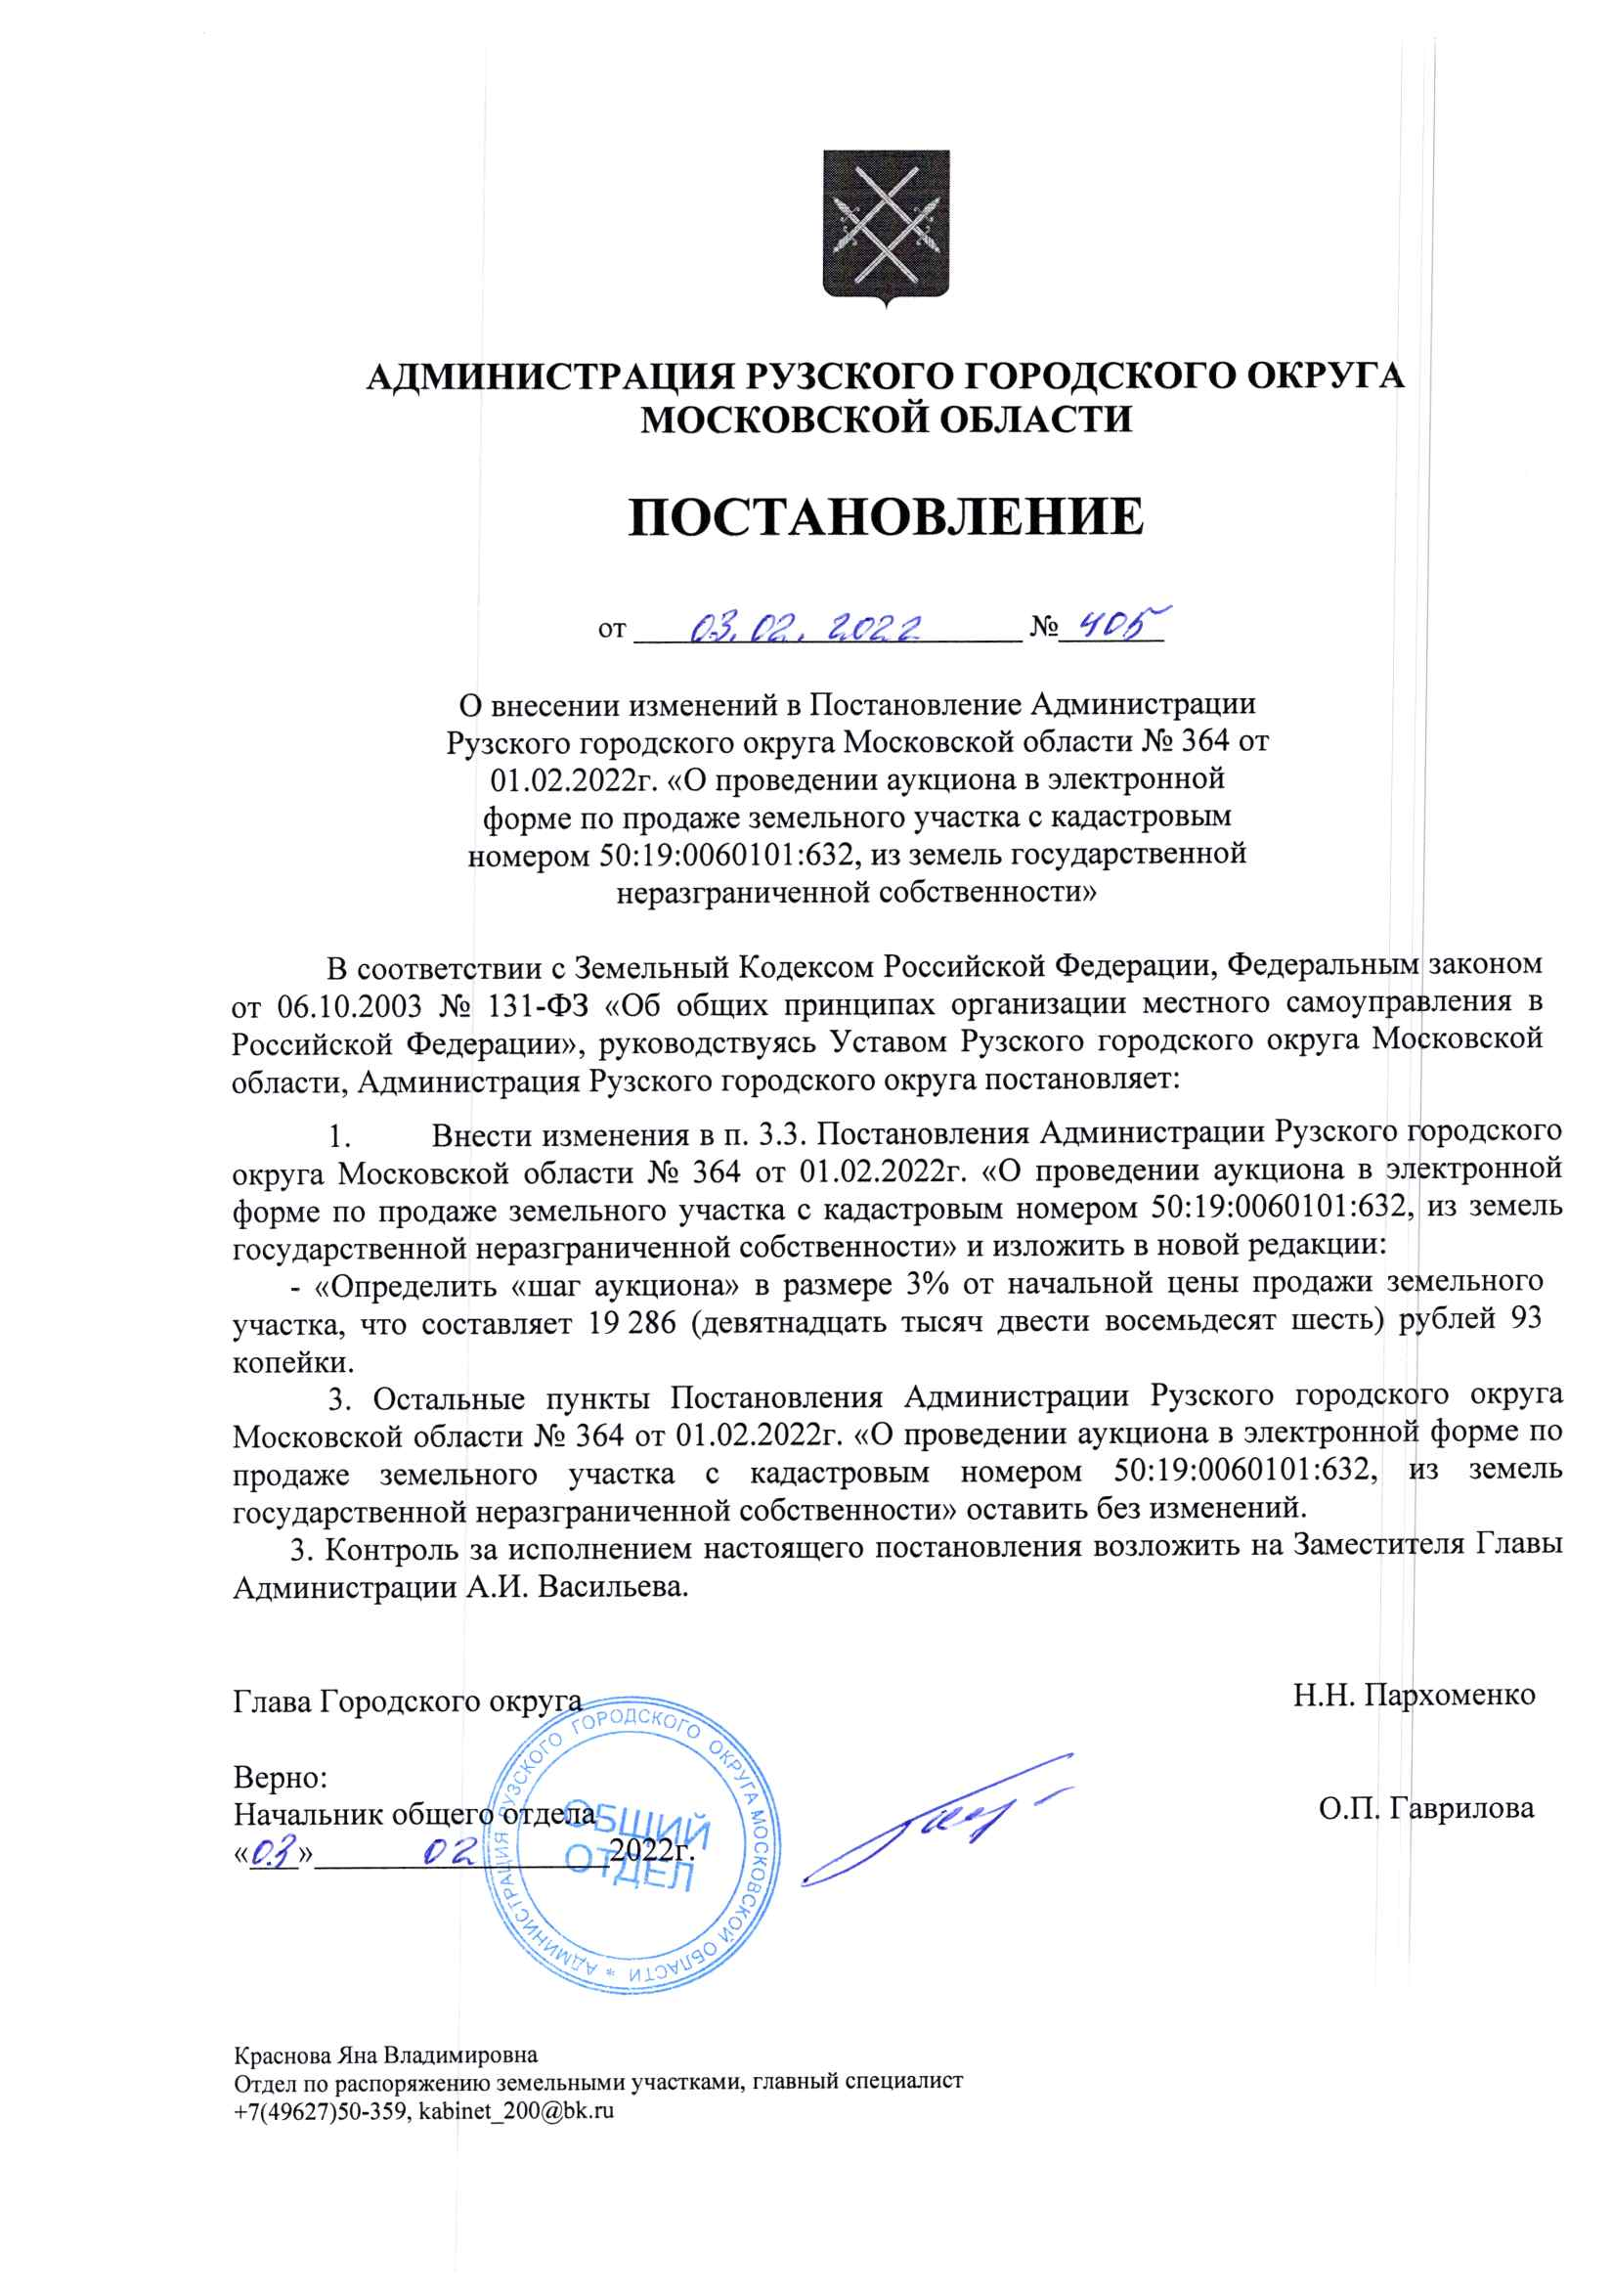 АДМИНИСТРАЦИЯ РУЗСКОГО ГОРОДСКОГО ОКРУГА
МОСКОВСКОЙ ОБЛАСТИ
ПОСТАНОВЛЕНИЕ
от 03.02.2022 № 405
О внесении изменений в Постановление Администрации
Рузского городского округа Московской области № 364 от
01.02.2022г. «О проведении аукциона в электронной
форме по продаже земельного участка с кадастровым
номером 50:19:0060101:632, из земель государственной
неразграниченной собственности»
В соответствии с Земельный Кодексом Российской Федерации, Федеральным законом
от 06.10.2003 № 131-ФЗ «Об общих принципах организации местного самоуправления в
Российской Федерации», руководствуясь Уставом Рузского городского округа Московской
области, Администрация Рузского городского округа постановляет:
1. Внести изменения в п. 3.3. Постановления Администрации Рузского городского
округа Московской области № 364 от 01.02.2022г. «О проведении аукциона в электронной
форме по продаже земельного участка с кадастровым номером 50:19:0060101:632, из земель
государственной неразграниченной собственности» и изложить в новой редакции:
- «Определить «шаг аукциона» в размере 3% от начальной цены продажи земельного
участка, что составляет 19 286 (девятнадцать тысяч двести восемьдесят шесть) рублей 93
копейки.
3. Остальные пункты Постановления Администрации Рузского городского округа
Московской области № 364 от 01.02.2022г. «О проведении аукциона в электронной форме по
продаже земельного участка с кадастровым номером 50:19:0060101:632, из земель
государственной неразграниченной собственности» оставить без изменений.
3. Контроль за исполнением настоящего постановления возложить на Заместителя Главы
Администрации А.И. Васильева.
Глава Городского округа Н.Н. Пархоменко
Верно:
Начальник общего отдела О.П. Гаврилова
«03» 02 2022г.
АДМИНИСТРАЦИЯ РУЗСКОГО ГОРОДСКОГО ОКРУГА МОСКОВСКОЙ ОБЛАСТИ *
ОБЩИЙ
ОТДЕЛ
Краснова Яна Владимировна
Отдел по распоряжению земельными участками, главный специалист
+7(49627)50-359, kabinet_200@bk.ru